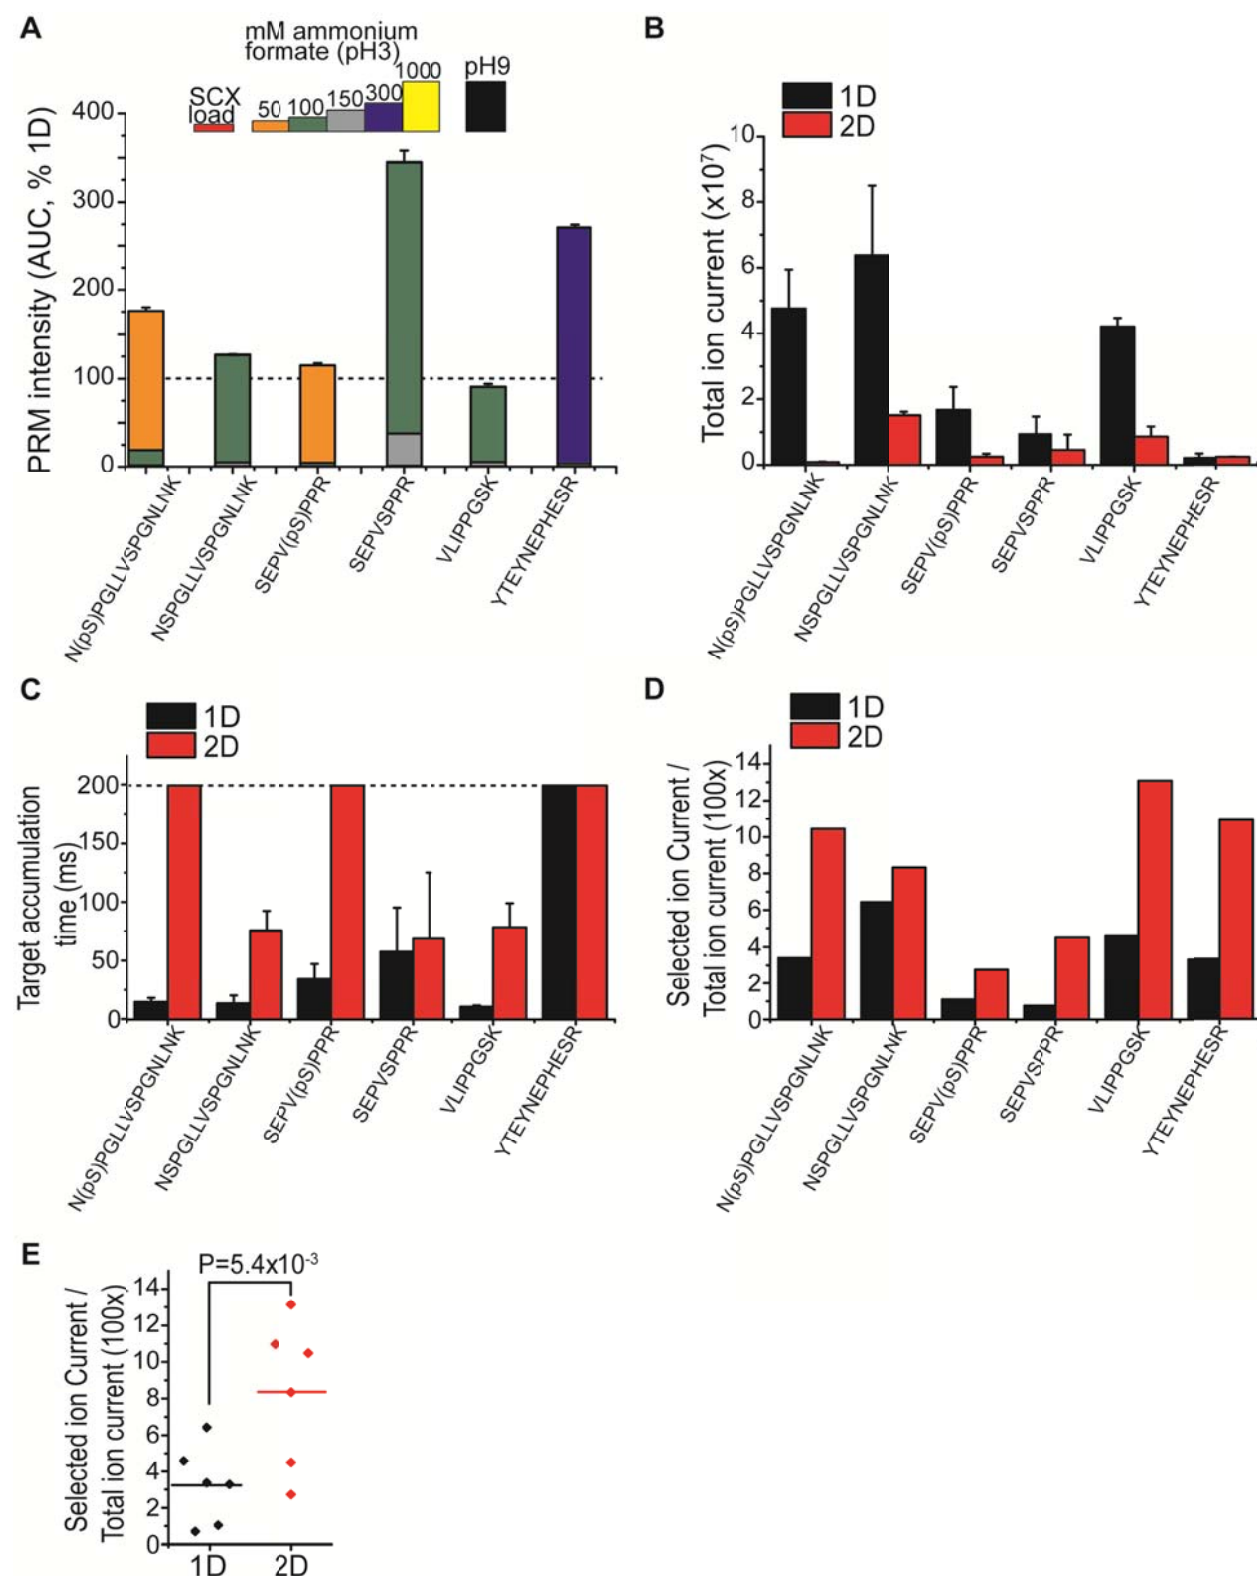 A
mM ammonium
formate (pH3)
SCX
load
50
100
150
300
1000
pH9
PRM intensity (AUC, % 1D)
400
300
200
100
0
N(pS)PGLLVSPGNLNK
NSPGLLVSPGNLNK
SEPV(pS)PPR
SEPVSPPR
VLIPPGSK
YTEYNEPHESR
B
1D
2D
Total ion current (x10⁷)
10
8
6
4
2
0
N(pS)PGLLVSPGNLNK
NSPGLLVSPGNLNK
SEPV(pS)PPR
SEPVSPPR
VLIPPGSK
YTEYNEPHESR
C
1D
2D
Target accumulation
time (ms)
200
150
100
50
0
N(pS)PGLLVSPGNLNK
NSPGLLVSPGNLNK
SEPV(pS)PPR
SEPVSPPR
VLIPPGSK
YTEYNEPHESR
D
1D
2D
Selected ion Current /
Total ion current (100x)
14
12
10
8
6
4
2
0
N(pS)PGLLVSPGNLNK
NSPGLLVSPGNLNK
SEPV(pS)PPR
SEPVSPPR
VLIPPGSK
YTEYNEPHESR
E
P=5.4x10⁻³
Selected ion Current /
Total ion current (100x)
14
12
10
8
6
4
2
0
1D
2D